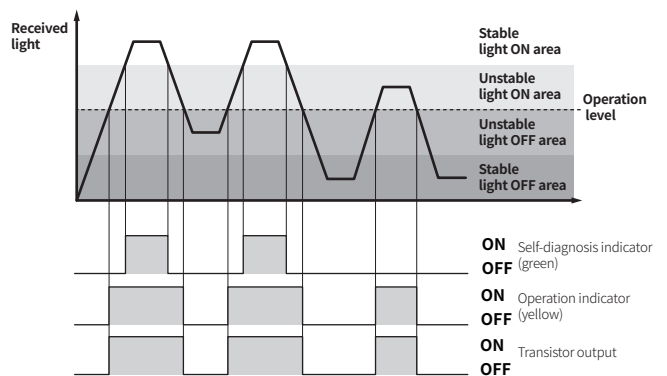 Received
light
Stable
light ON area
Unstable
light ON area
Operation
level
Unstable
light OFF area
Stable
light OFF area
ON
OFF
Self-diagnosis indicator
(green)
ON
OFF
Operation indicator
(yellow)
ON
OFF
Transistor output